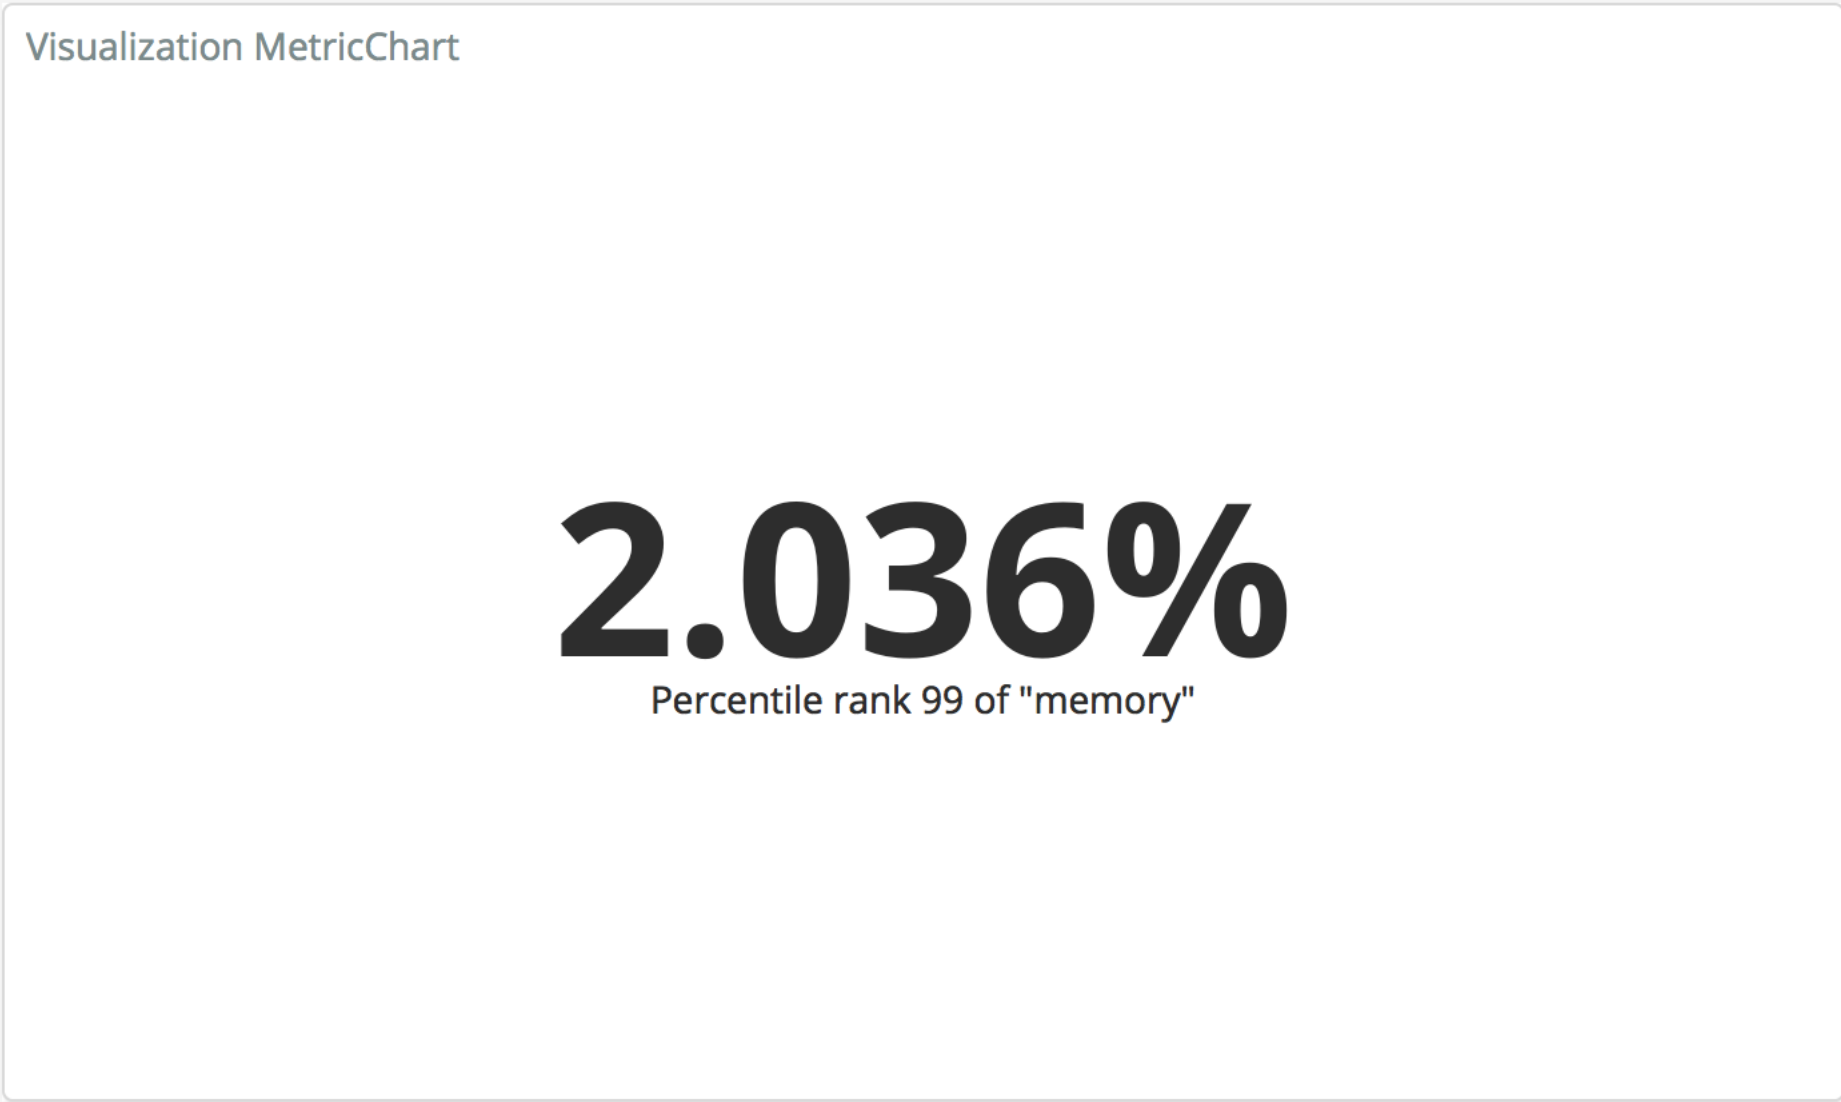 Visualization MetricChart
2.036%
Percentile rank 99 of "memory"